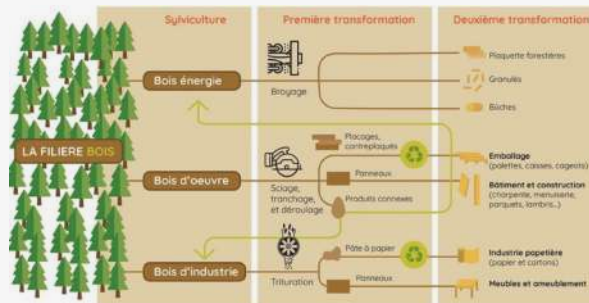 Sylviculture
Première transformation
Deuxième transformation
LA FILIERE BOIS
Bois énergie
Broyage
Plaquette forestières
Granulés
Bûches
Bois d'oeuvre
Sciage,
tranchage,
et déroulage
Placages,
contreplaqués
Panneaux
Produits connexes
Emballage
(palettes, caisses, cageots)
Bâtiment et construction
(charpente, menuiserie,
parquets, lambris...)
Bois d'industrie
Trituration
Pâte à papier
Panneaux
Industrie papetière
(papier et cartons)
Meubles et ameublement